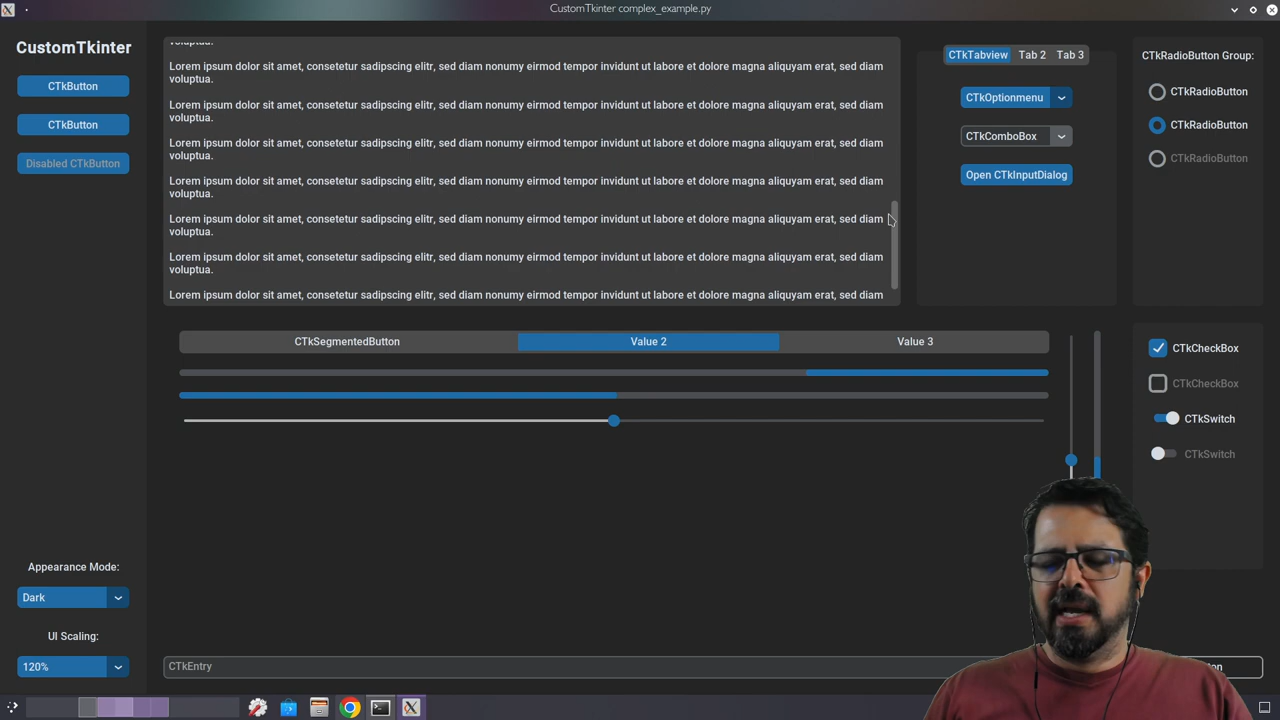 CustomTkinter complex_example.py
CustomTkinter
CTkButton
CTkButton
Disabled CTkButton
Appearance Mode:
Dark
UI Scaling:
120%
voluptua.
Lorem ipsum dolor sit amet, consetetur sadipscing elitr, sed diam nonumy eirmod tempor invidunt ut labore et dolore magna aliquyam erat, sed diam
voluptua.
Lorem ipsum dolor sit amet, consetetur sadipscing elitr, sed diam nonumy eirmod tempor invidunt ut labore et dolore magna aliquyam erat, sed diam
voluptua.
Lorem ipsum dolor sit amet, consetetur sadipscing elitr, sed diam nonumy eirmod tempor invidunt ut labore et dolore magna aliquyam erat, sed diam
voluptua.
Lorem ipsum dolor sit amet, consetetur sadipscing elitr, sed diam nonumy eirmod tempor invidunt ut labore et dolore magna aliquyam erat, sed diam
voluptua.
Lorem ipsum dolor sit amet, consetetur sadipscing elitr, sed diam nonumy eirmod tempor invidunt ut labore et dolore magna aliquyam erat, sed diam
voluptua.
Lorem ipsum dolor sit amet, consetetur sadipscing elitr, sed diam nonumy eirmod tempor invidunt ut labore et dolore magna aliquyam erat, sed diam
voluptua.
Lorem ipsum dolor sit amet, consetetur sadipscing elitr, sed diam nonumy eirmod tempor invidunt ut labore et dolore magna aliquyam erat, sed diam
CTkTabview Tab 2 Tab 3
CTkOptionmenu
CTkComboBox
Open CTkInputDialog
CTkRadioButton Group:
CTkRadioButton
CTkRadioButton
CTkRadioButton
CTkSegmentedButton Value 2 Value 3
CTkCheckBox
CTkCheckBox
CTkSwitch
CTkSwitch
CTkEntry